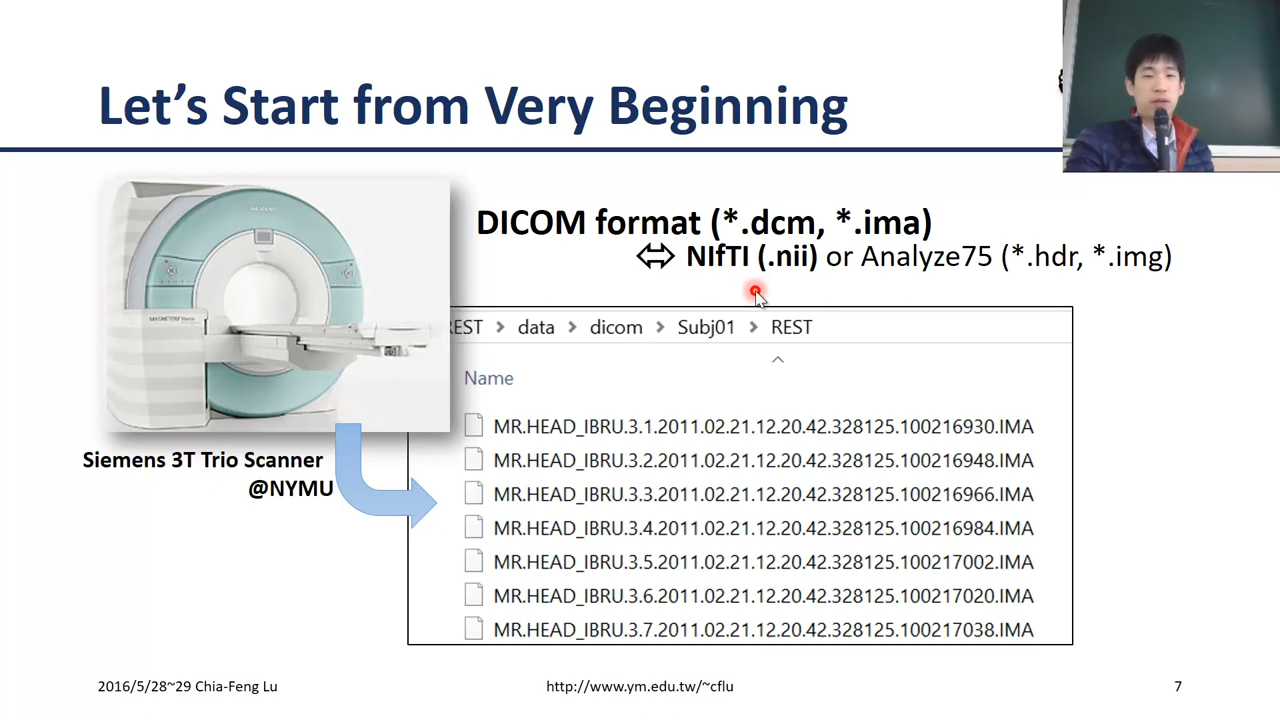 Let's Start from Very Beginning
DICOM format (*.dcm, *.ima)
⇔ NIfTI (.nii) or Analyze75 (*.hdr, *.img)
SIEMENS
REST > data > dicom > Subj01 > REST
Name
MR.HEAD_IBRU.3.1.2011.02.21.12.20.42.328125.100216930.IMA
MR.HEAD_IBRU.3.2.2011.02.21.12.20.42.328125.100216948.IMA
MR.HEAD_IBRU.3.3.2011.02.21.12.20.42.328125.100216966.IMA
MR.HEAD_IBRU.3.4.2011.02.21.12.20.42.328125.100216984.IMA
MR.HEAD_IBRU.3.5.2011.02.21.12.20.42.328125.100217002.IMA
MR.HEAD_IBRU.3.6.2011.02.21.12.20.42.328125.100217020.IMA
MR.HEAD_IBRU.3.7.2011.02.21.12.20.42.328125.100217038.IMA
Siemens 3T Trio Scanner
@NYMU
2016/5/28~29 Chia-Feng Lu
http://www.ym.edu.tw/~cflu
7